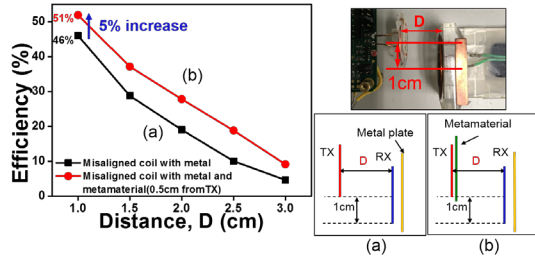 51%
46%
5% increase
(b)
(a)
50
40
30
20
10
0
Efficiency (%)
Misaligned coil with metal
Misaligned coil with metal and
metamaterial(0.5cm fromTX)
1.0 1.5 2.0 2.5 3.0
Distance, D (cm)
D
1cm
Metal plate
TX
RX
D
1cm
(a)
Metamaterial
TX
RX
D
1cm
(b)